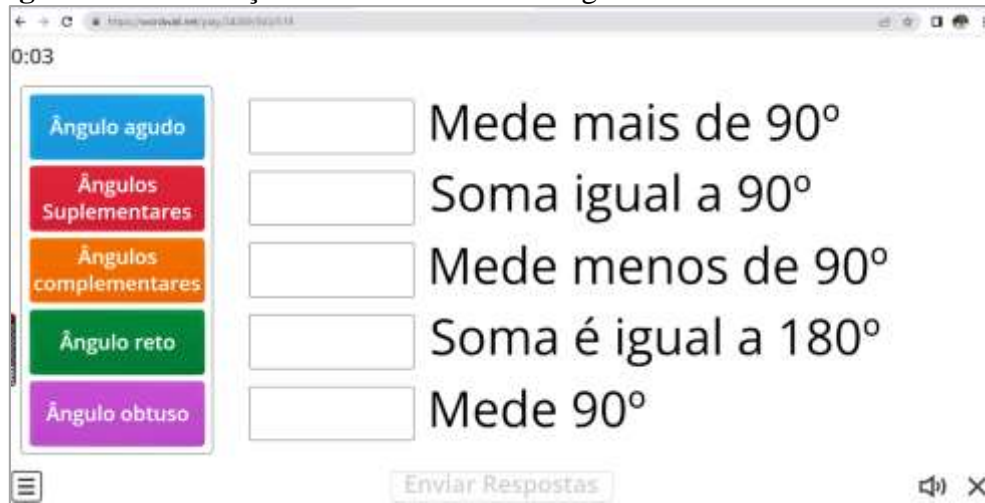 0:03
Ângulo agudo
Ângulos
Suplementares
Ângulos
complementares
Ângulo reto
Ângulo obtuso
Mede mais de 90º
Soma igual a 90º
Mede menos de 90º
Soma é igual a 180º
Mede 90º
Enviar Respostas